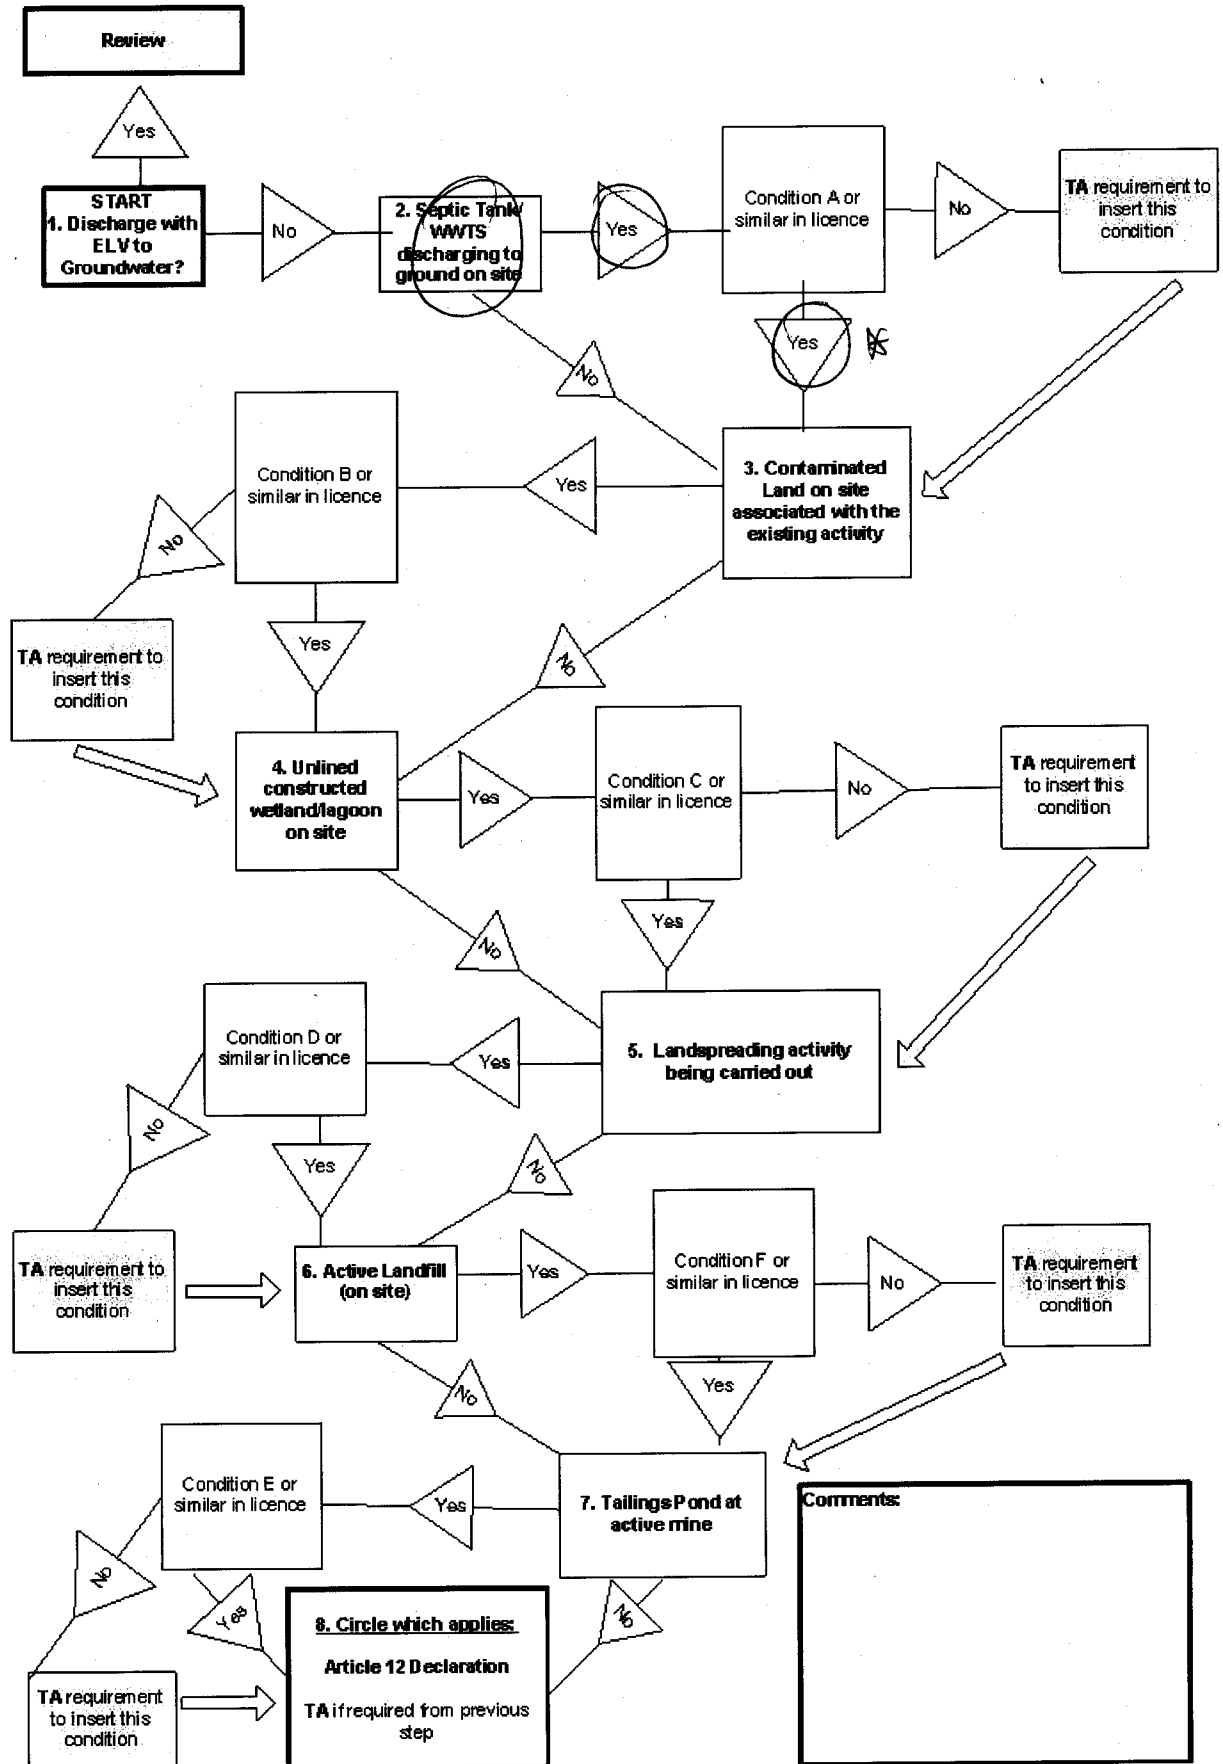 Review
Yes
START
1. Discharge with
ELV to
Groundwater?
No
2. Septic Tank/
WWTS
discharging to
ground on site
Yes
Condition A or
similar in licence
No
TA requirement to
insert this
condition
Yes
No
3. Contaminated
Land on site
associated with the
existing activity
Yes
Condition B or
similar in licence
No
TA requirement to
insert this
condition
Yes
No
4. Unlined
constructed
wetland/lagoon
on site
Yes
Condition C or
similar in licence
No
TA requirement
to insert this
condition
Yes
No
5. Landspreading activity
being carried out
Yes
Condition D or
similar in licence
No
TA requirement to
insert this
condition
Yes
No
6. Active Landfill
(on site)
Yes
Condition F or
similar in licence
No
TA requirement
to insert this
condition
Yes
No
7. Tailings Pond at
active mine
Yes
Condition E or
similar in licence
No
TA requirement
to insert this
condition
Yes
No
8. Circle which applies:
Article 12 Declaration
TA if required from previous
step
Comments: